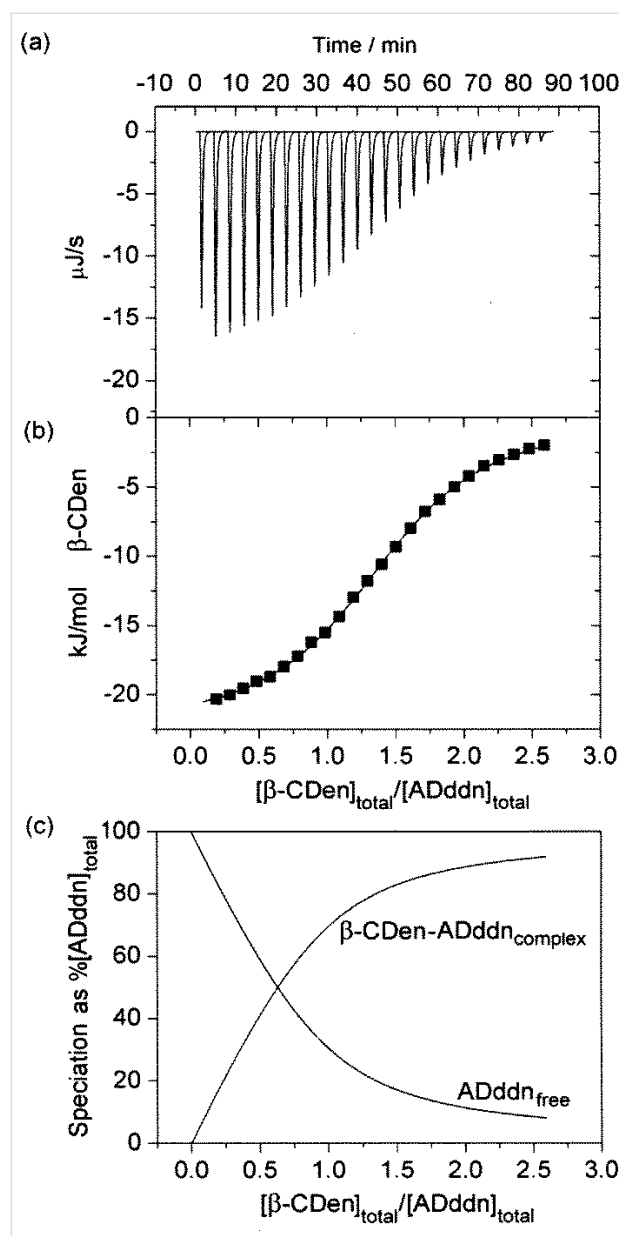 (a)
Time / min
-10 0 10 20 30 40 50 60 70 80 90 100
0
-5
-10
-15
-20
μJ/s
(b)
0
-5
-10
-15
-20
kJ/mol β-CDen
0.0 0.5 1.0 1.5 2.0 2.5 3.0
[β-CDen]total/[ADddn]total
(c)
100
80
60
40
20
0
Speciation as %[ADddn]total
β-CDen-ADddncomplex
ADddnfree
0.0 0.5 1.0 1.5 2.0 2.5 3.0
[β-CDen]total/[ADddn]total